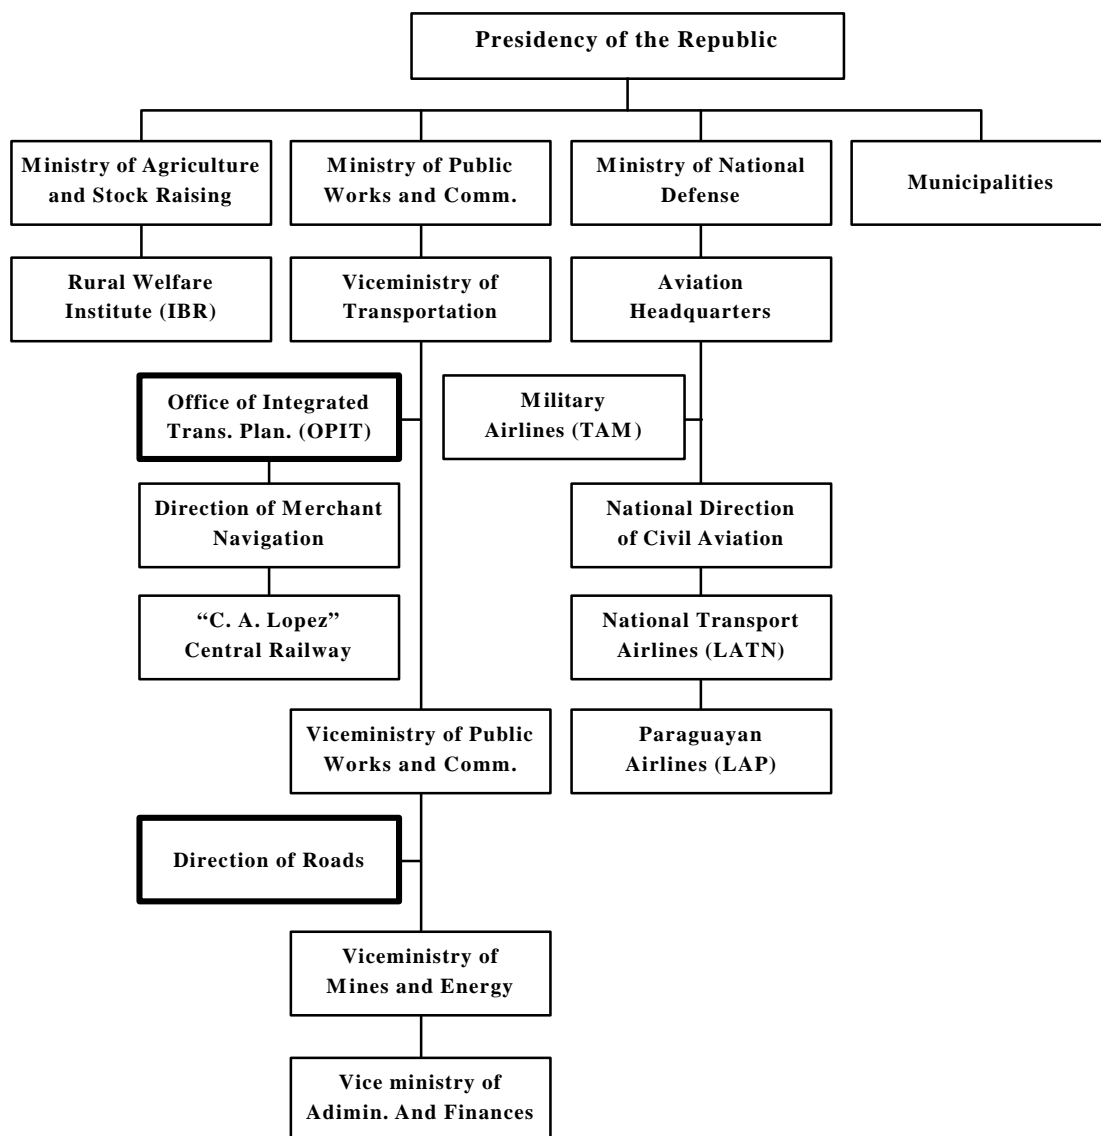 Presidency of the Republic
Ministry of Agriculture
and Stock Raising
Ministry of Public
Works and Comm.
Ministry of National
Defense
Municipalities
Rural Welfare
Institute (IBR)
Viceministry of
Transportation
Aviation
Headquarters
Office of Integrated
Trans. Plan. (OPIT)
Military
Airlines (TAM)
Direction of Merchant
Navigation
National Direction
of Civil Aviation
“C. A. Lopez”
Central Railway
National Transport
Airlines (LATN)
Viceministry of Public
Works and Comm.
Paraguayan
Airlines (LAP)
Direction of Roads
Viceministry of
Mines and Energy
Vice ministry of
Adimin. And Finances